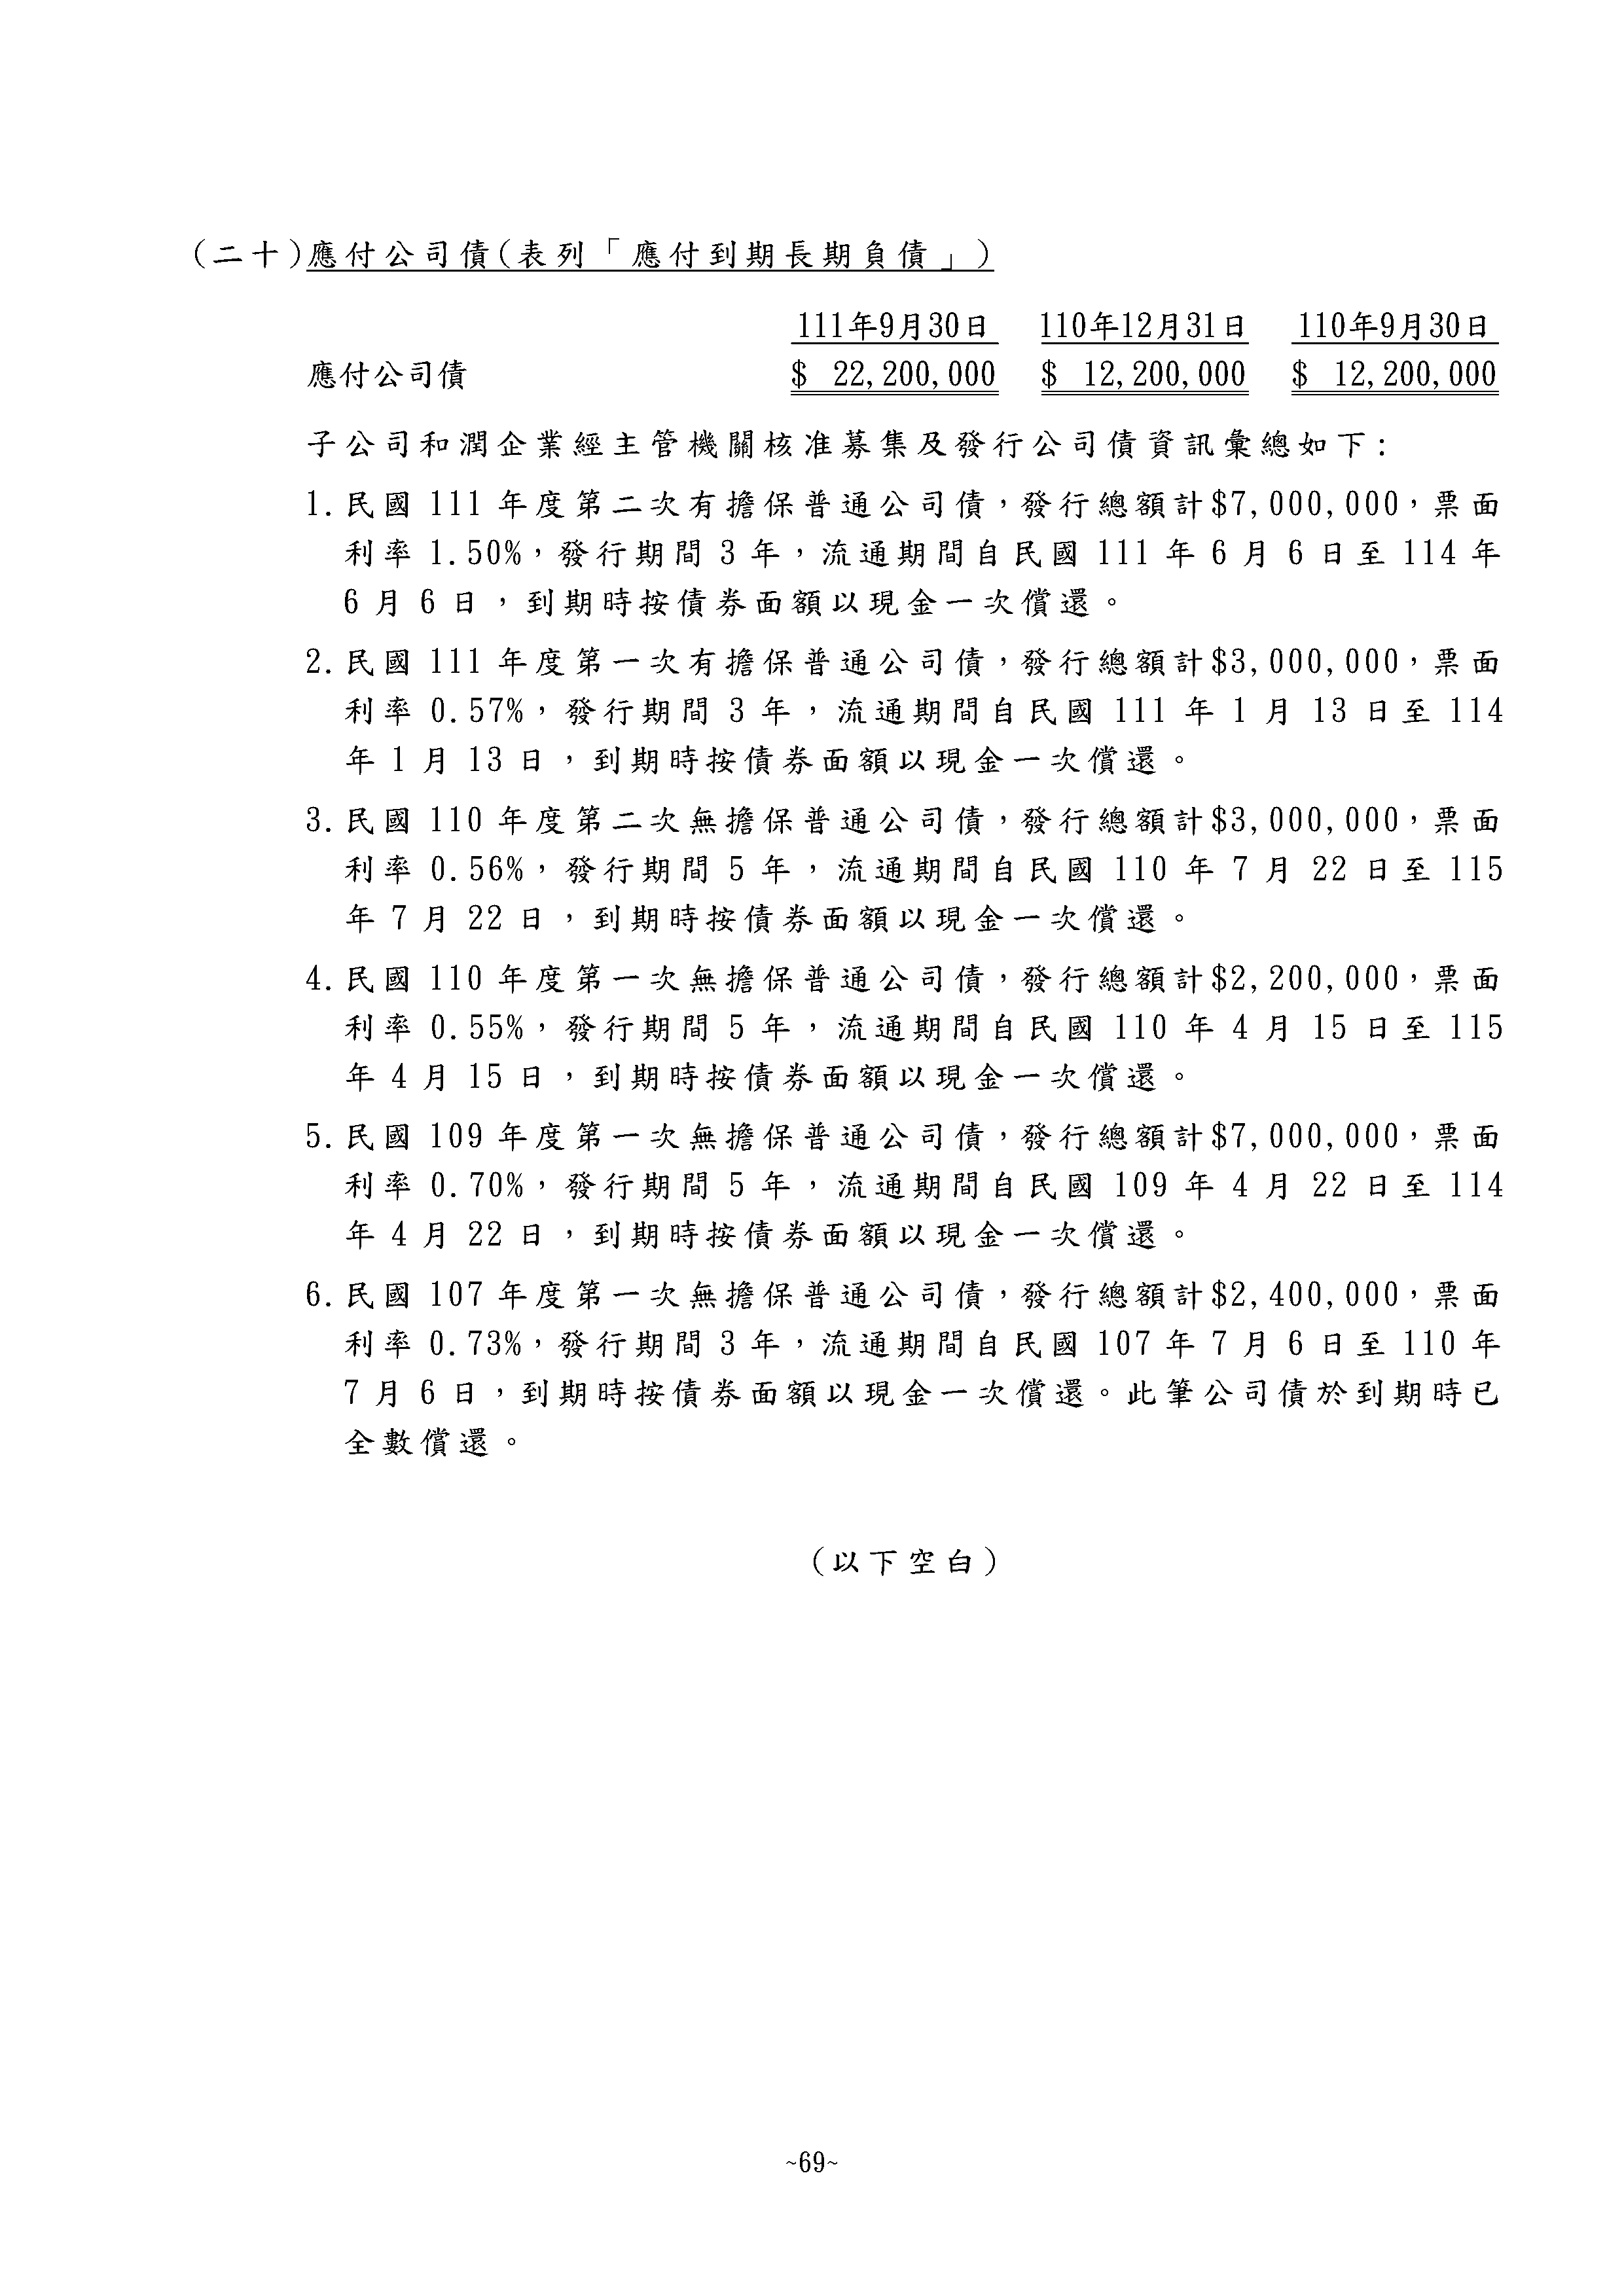 (二十)應付公司債(表列「應付到期長期負債」)
111年9月30日 110年12月31日 110年9月30日
應付公司債 $ 22,200,000 $ 12,200,000 $ 12,200,000
子公司和潤企業經主管機關核准募集及發行公司債資訊彙總如下:
1.民國 111 年度第二次有擔保普通公司債,發行總額計$7,000,000,票面
利率 1.50%,發行期間 3 年,流通期間自民國 111 年 6 月 6 日至 114 年
6 月 6 日,到期時按債券面額以現金一次償還。
2.民國 111 年度第一次有擔保普通公司債,發行總額計$3,000,000,票面
利率 0.57%,發行期間 3 年,流通期間自民國 111 年 1 月 13 日至 114
年 1 月 13 日,到期時按債券面額以現金一次償還。
3.民國 110 年度第二次無擔保普通公司債,發行總額計$3,000,000,票面
利率 0.56%,發行期間 5 年,流通期間自民國 110 年 7 月 22 日至 115
年 7 月 22 日,到期時按債券面額以現金一次償還。
4.民國 110 年度第一次無擔保普通公司債,發行總額計$2,200,000,票面
利率 0.55%,發行期間 5 年,流通期間自民國 110 年 4 月 15 日至 115
年 4 月 15 日,到期時按債券面額以現金一次償還。
5.民國 109 年度第一次無擔保普通公司債,發行總額計$7,000,000,票面
利率 0.70%,發行期間 5 年,流通期間自民國 109 年 4 月 22 日至 114
年 4 月 22 日,到期時按債券面額以現金一次償還。
6.民國 107 年度第一次無擔保普通公司債,發行總額計$2,400,000,票面
利率 0.73%,發行期間 3 年,流通期間自民國 107 年 7 月 6 日至 110 年
7 月 6 日,到期時按債券面額以現金一次償還。此筆公司債於到期時已
全數償還。
(以下空白)
~69~